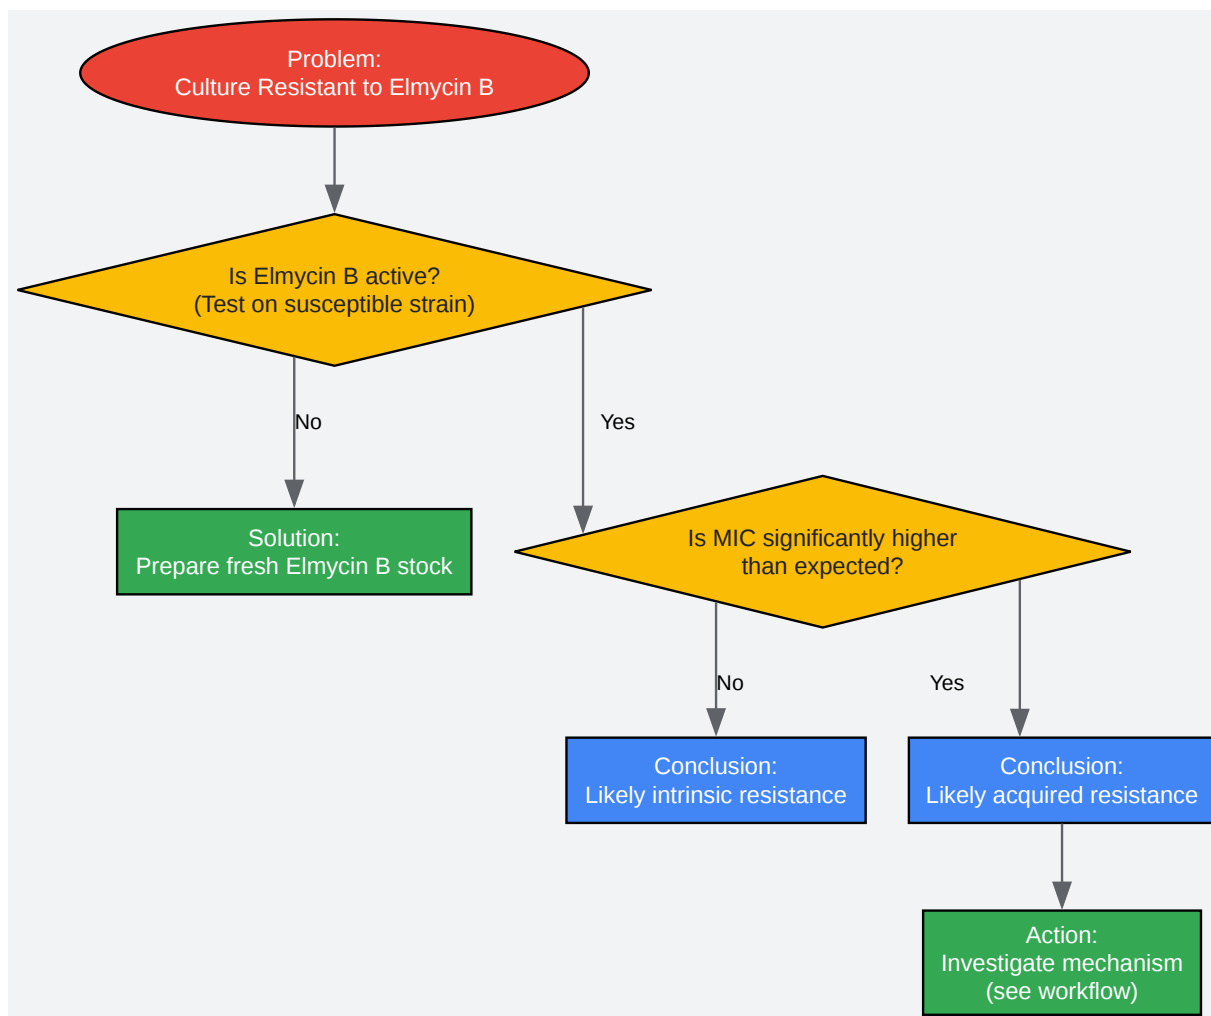 Problem:
Culture Resistant to Elmycin B
Is Elmycin B active?
(Test on susceptible strain)
No
Yes
Solution:
Prepare fresh Elmycin B stock
Is MIC significantly higher
than expected?
No
Yes
Conclusion:
Likely intrinsic resistance
Conclusion:
Likely acquired resistance
Action:
Investigate mechanism
(see workflow)